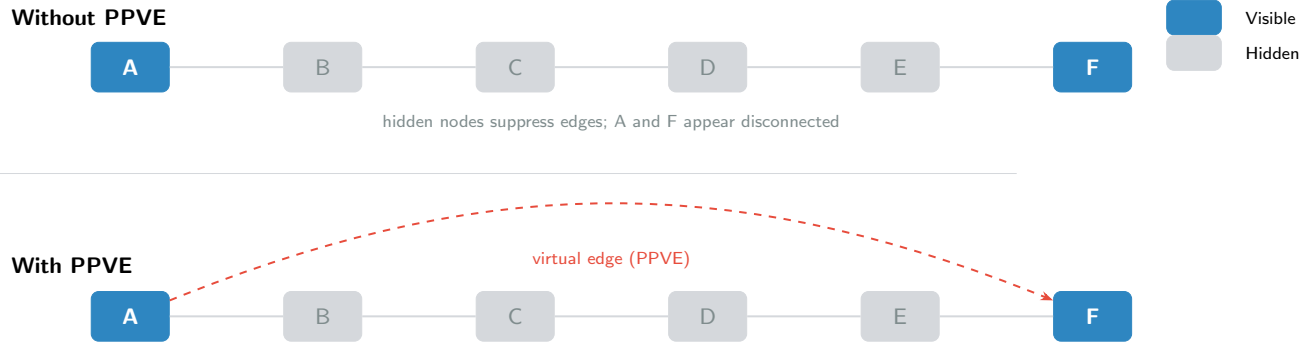 Without PPVE
Visible
A B C D E F
Hidden
hidden nodes suppress edges; A and F appear disconnected
virtual edge (PPVE)
With PPVE
A B C D E F